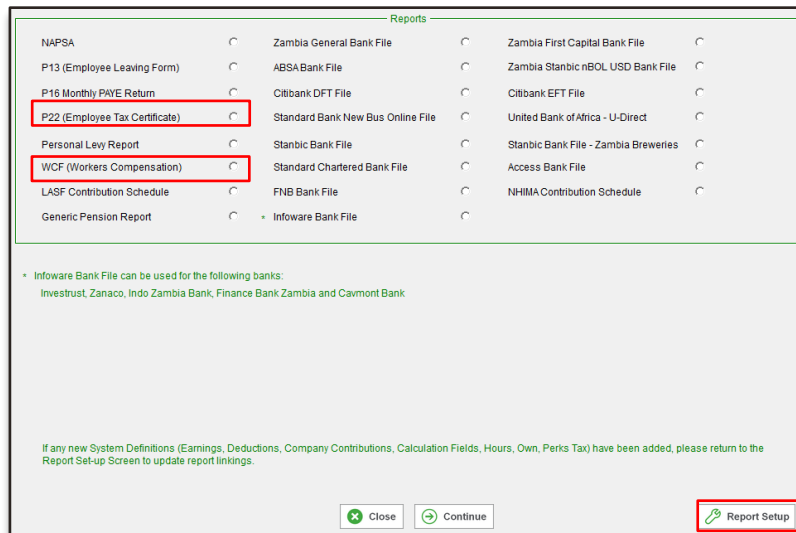 Reports
NAPSA Zambia General Bank File Zambia First Capital Bank File
P13 (Employee Leaving Form) ABSA Bank File Zambia Stanbic nBOL USD Bank File
P16 Monthly PAYE Return Citibank DFT File Citibank EFT File
P22 (Employee Tax Certificate) Standard Bank New Bus Online File United Bank of Africa - U-Direct
Personal Levy Report Stanbic Bank File Stanbic Bank File - Zambia Breweries
WCF (Workers Compensation) Standard Chartered Bank File Access Bank File
LASF Contribution Schedule FNB Bank File NHIMA Contribution Schedule
Generic Pension Report * Infoware Bank File
* Infoware Bank File can be used for the following banks:
Investrust, Zanaco, Indo Zambia Bank, Finance Bank Zambia and Cavmont Bank
If any new System Definitions (Earnings, Deductions, Company Contributions, Calculation Fields, Hours, Own, Perks Tax) have been added, please return to the
Report Set-up Screen to update report linkings.
Close Continue Report Setup